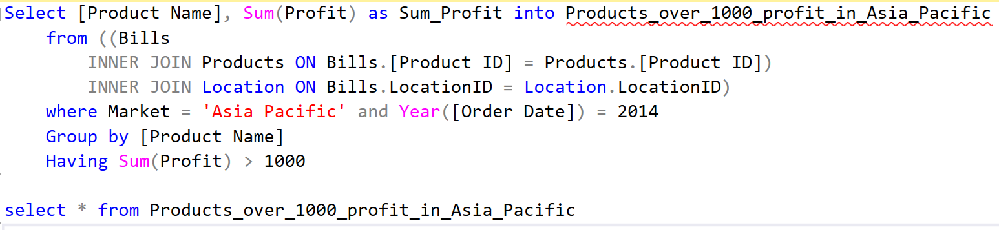 Select [Product Name], Sum(Profit) as Sum_Profit into Products_over_1000_profit_in_Asia_Pacific
from ((Bills
INNER JOIN Products ON Bills.[Product ID] = Products.[Product ID])
INNER JOIN Location ON Bills.LocationID = Location.LocationID)
where Market = 'Asia Pacific' and Year([Order Date]) = 2014
Group by [Product Name]
Having Sum(Profit) > 1000
select * from Products_over_1000_profit_in_Asia_Pacific